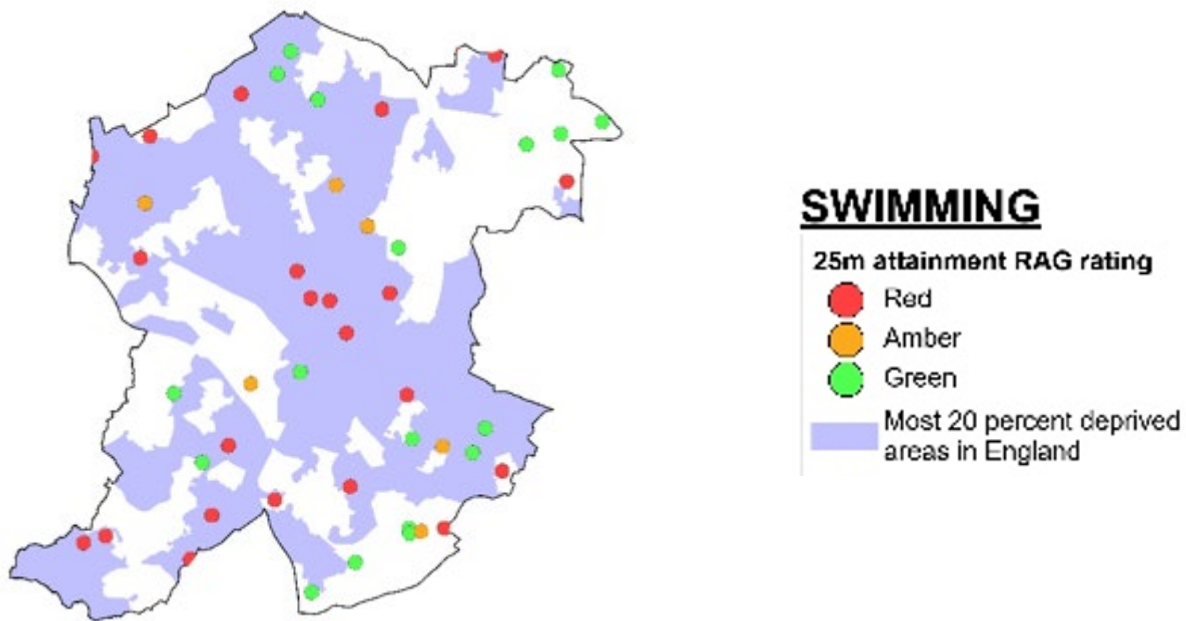 SWIMMING
25m attainment RAG rating
Red
Amber
Green
Most 20 percent deprived
areas in England